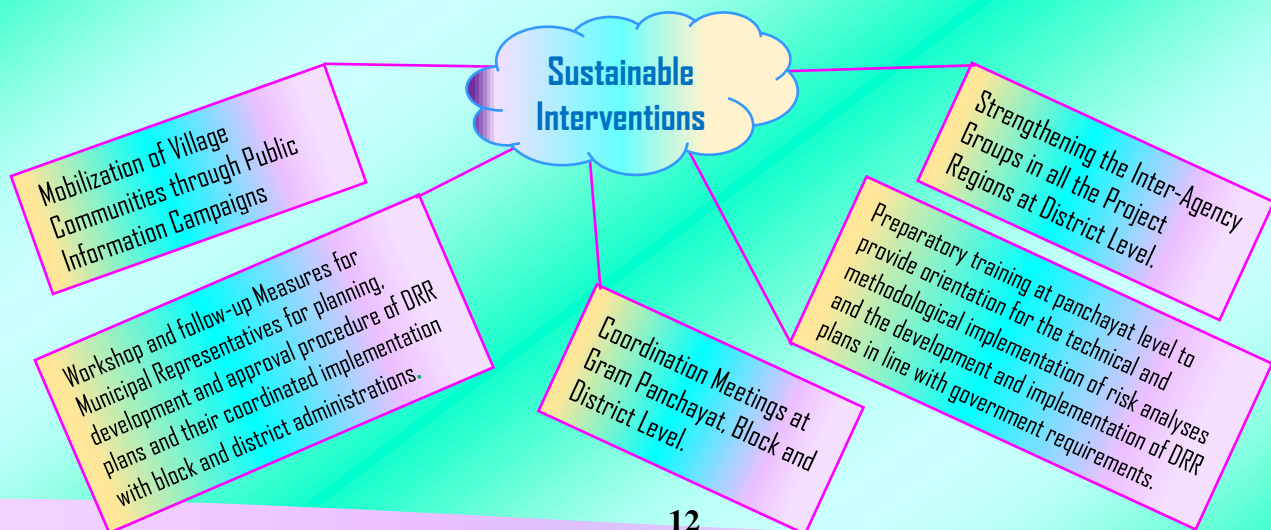 Sustainable
Interventions
Mobilization of Village
Communities through Public
Information Campaigns
Workshop and follow-up Measures for
Municipal Representatives for planning,
development and approval procedure of DRR
plans and their coordinated implementation
with block and district administrations.
Coordination Meetings at
Gram Panchayat, Block and
District Level.
Preparatory training at panchayat level to
provide orientation for the technical and
methodological implementation of risk analyses
and the development and implementation of DRR
plans in line with government requirements.
Strengthening the Inter-Agency
Groups in all the Project
Regions at District Level.
12